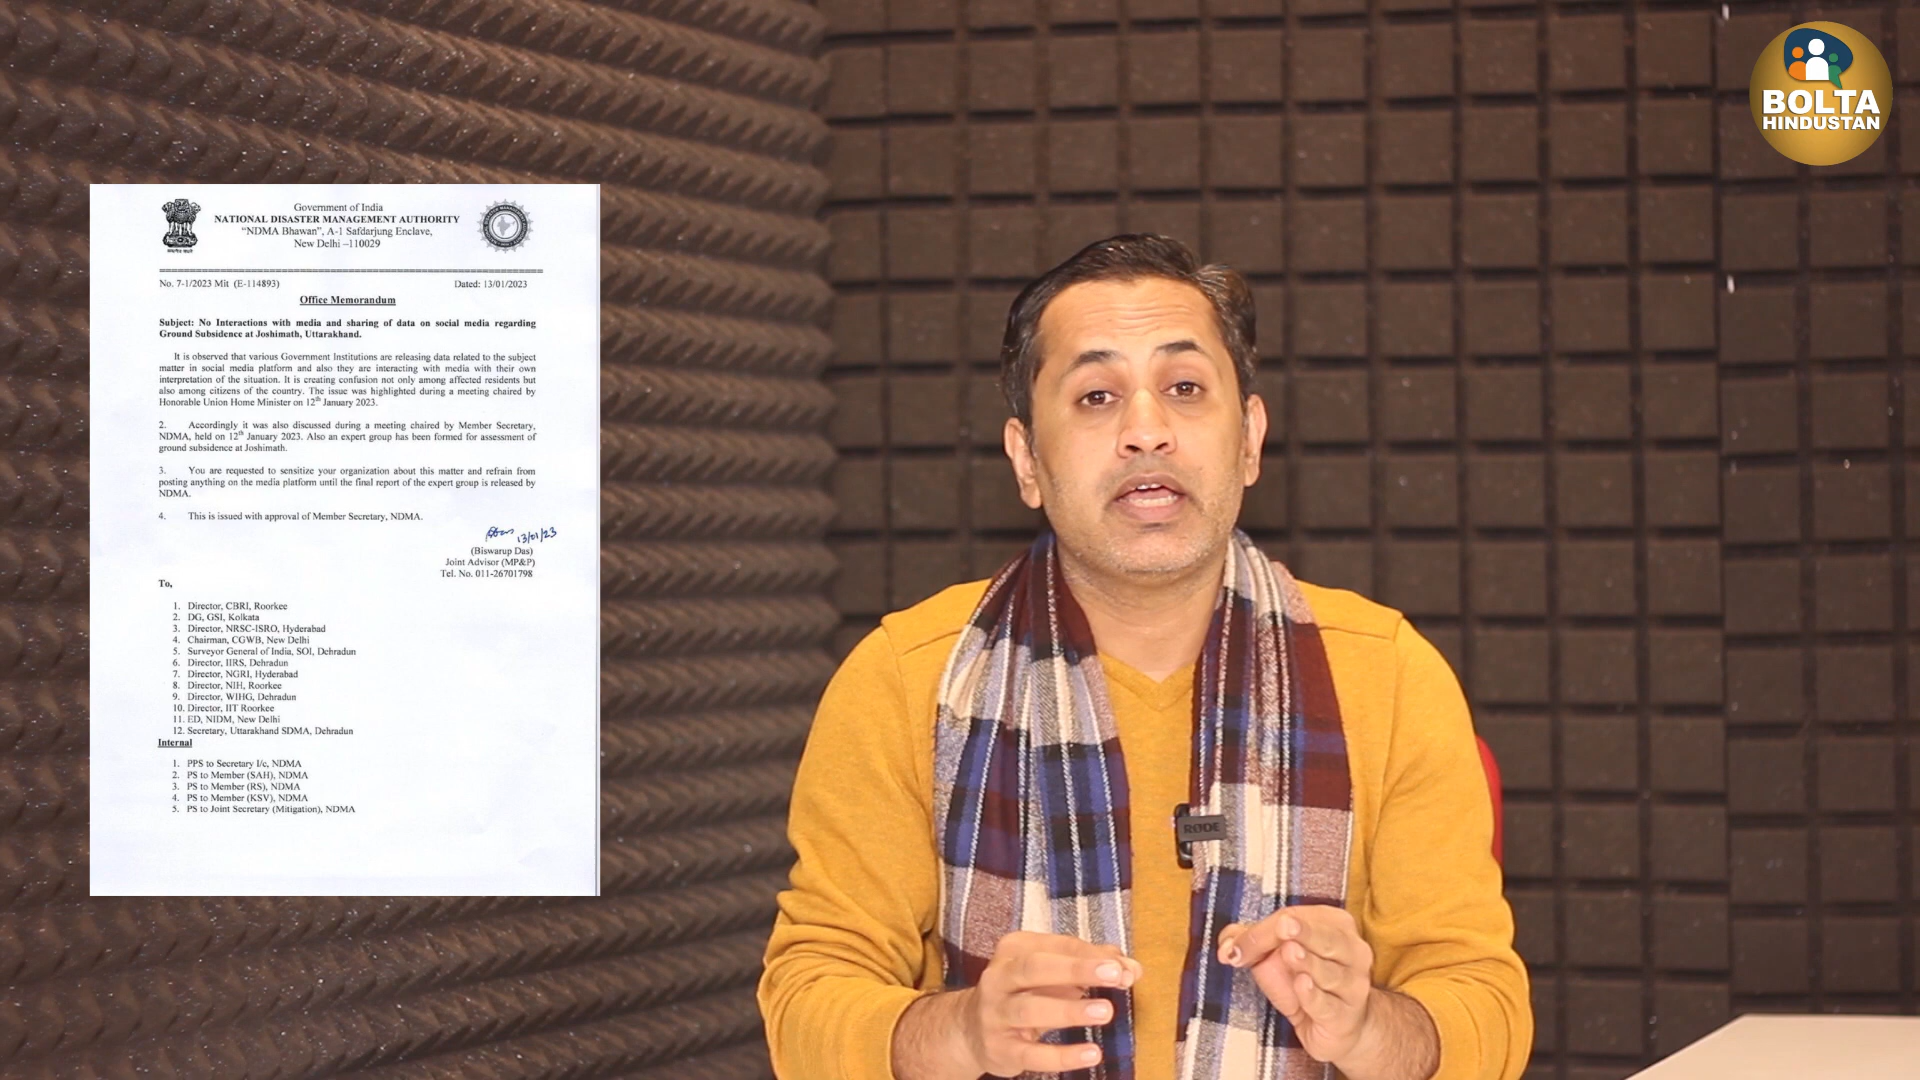 BOLTA
HINDUSTAN
Government of India
NATIONAL DISASTER MANAGEMENT AUTHORITY
“NDMA Bhawan”, A-1 Safdarjung Enclave,
New Delhi –110029
No. 7-1/2023 Mit (E-114893) Dated: 13/01/2023
Office Memorandum
Subject: No Interactions with media and sharing of data on social media regarding
Ground Subsidence at Joshimath, Uttarakhand.
It is observed that various Government Institutions are releasing data related to the subject
matter in social media platform and also they are interacting with media with their own
interpretation of the situation. It is creating confusion not only among affected residents but
also among citizens of the country. The issue was highlighted during a meeting chaired by
Honorable Union Home Minister on 12th January 2023.
2. Accordingly it was also discussed during a meeting chaired by Member Secretary,
NDMA, held on 12th January 2023. Also an expert group has been formed for assessment of
ground subsidence at Joshimath.
3. You are requested to sensitize your organization about this matter and refrain from
posting anything on the media platform until the final report of the expert group is released by
NDMA.
4. This is issued with approval of Member Secretary, NDMA.
13/01/23
(Biswarup Das)
Joint Advisor (MP&P)
Tel. No. 011-26701798
To,
1. Director, CBRI, Roorkee
2. DG, GSI, Kolkata
3. Director, NRSC-ISRO, Hyderabad
4. Chairman, CGWB, New Delhi
5. Surveyor General of India, SOI, Dehradun
6. Director, IIRS, Dehradun
7. Director, NGRI, Hyderabad
8. Director, NIH, Roorkee
9. Director, WIHG, Dehradun
10. Director, IIT Roorkee
11. ED, NIDM, New Delhi
12. Secretary, Uttarakhand SDMA, Dehradun
Internal
1. PPS to Secretary I/c, NDMA
2. PS to Member (SAH), NDMA
3. PS to Member (RS), NDMA
4. PS to Member (KSV), NDMA
5. PS to Joint Secretary (Mitigation), NDMA
RØDE